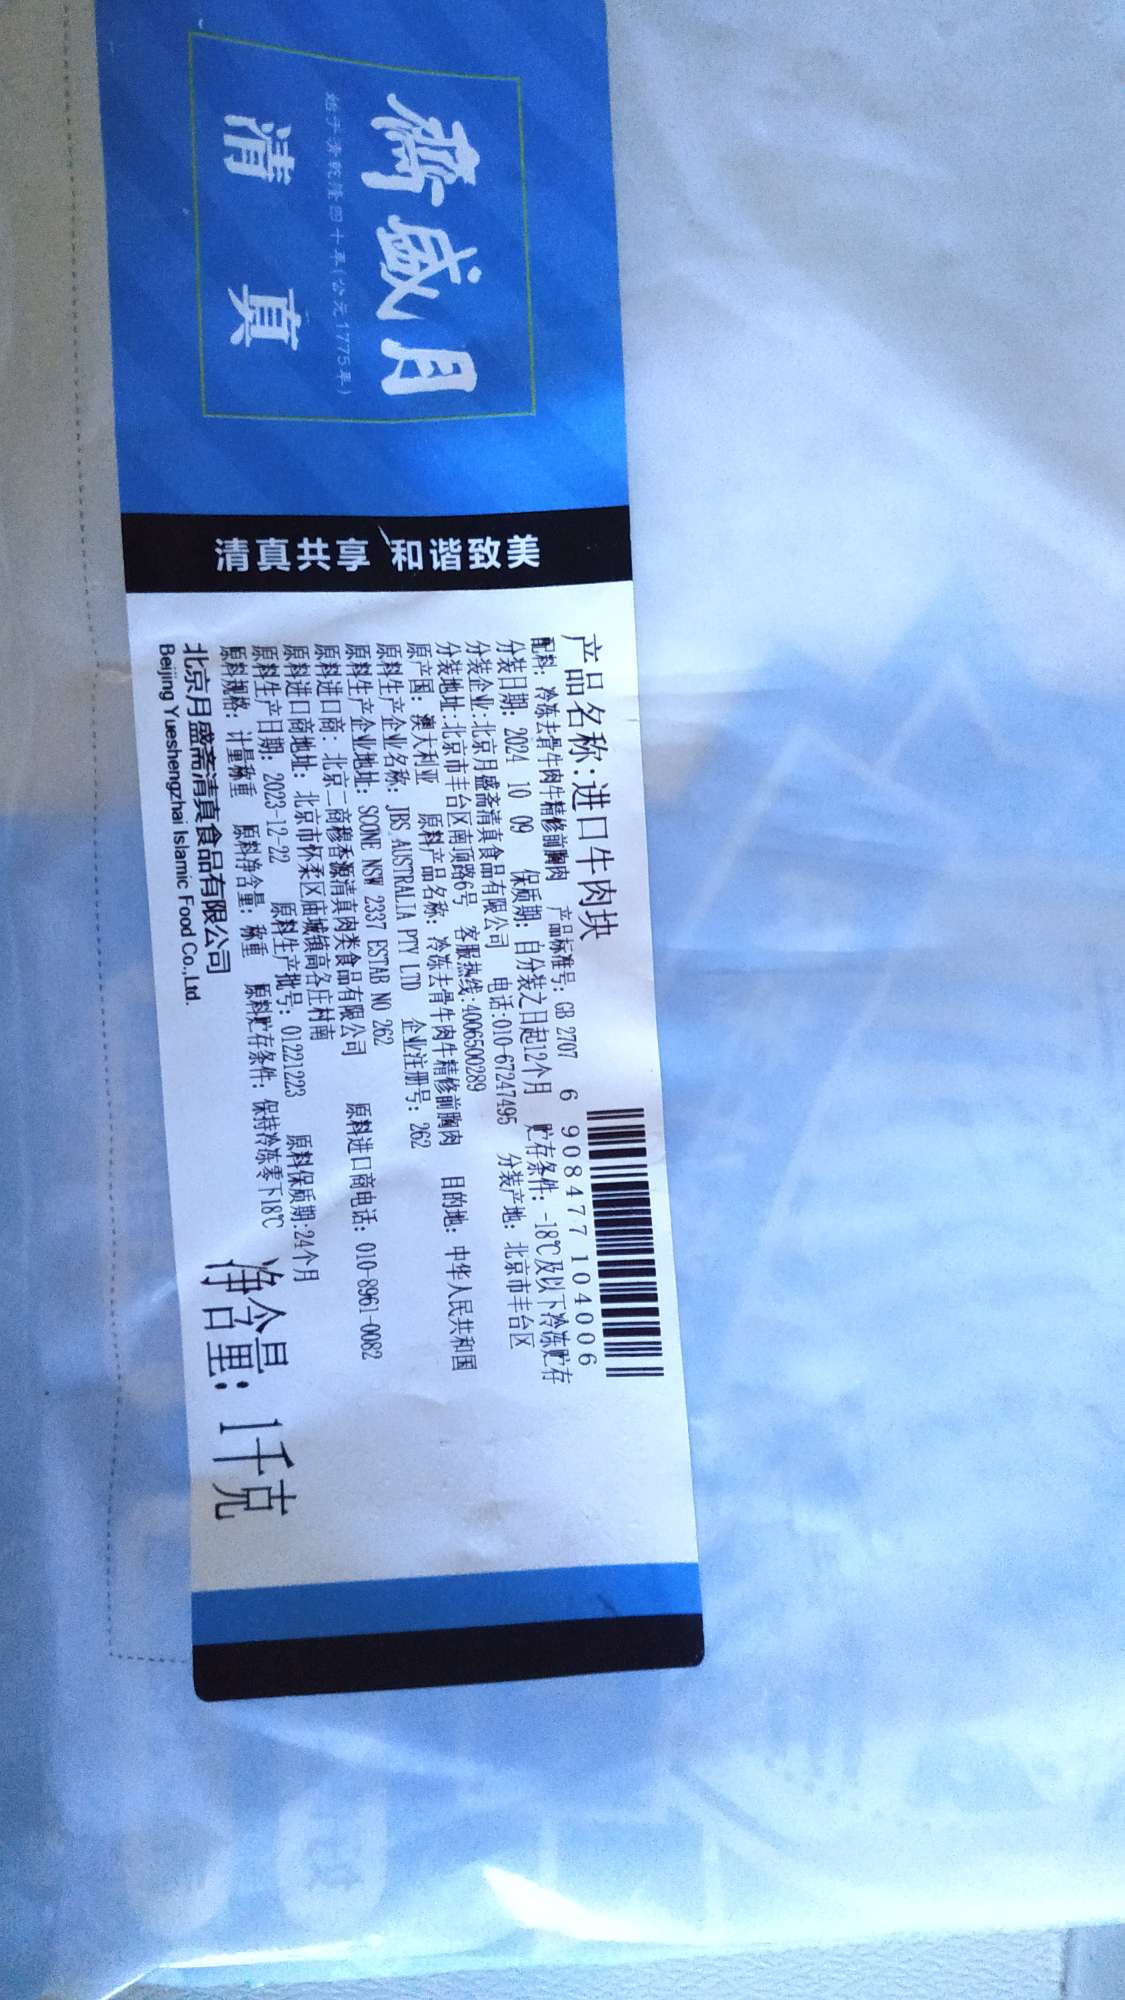 齋盛月
始于清乾隆四十年(公元1775年)
清真
清真共享 和谐致美
产品名称:进口牛肉块
配料: 冷冻去骨牛肉牛精修前胸肉 产品标准号: GB 2707
分装日期: 2024 10 09 保质期: 自分装之日起12个月 贮存条件: -18℃及以下冷冻贮存
分装企业:北京月盛斋清真食品有限公司 电话:010-67247495 分装产地: 北京市丰台区
分装地址:北京市丰台区南顶路6号 客服热线:4006500289
原产国: 澳大利亚 原料产品名称: 冷冻去骨牛肉牛精修前胸肉 目的地: 中华人民共和国
原料生产企业名称: JBS AUSTRALIA PTY LTD 企业注册号: 262
原料生产企业地址: SCONE NSW 2337 ESTAB NO 262
原料进口商: 北京二商穆香源清真肉类食品有限公司 原料进口商电话: 010-8961-0082
原料进口商地址: 北京市怀柔区庙城镇高各庄村南
原料生产日期: 2023-12-22 原料生产批号: 01221223 原料保质期:24个月
原料规格: 计量称重 原料净含量: 称重 原料贮存条件: 保持冷冻零下18℃
北京月盛斋清真食品有限公司
Beijing Yueshengzhai Islamic Food Co.,Ltd.
6 908477 104006
净含量: 1千克